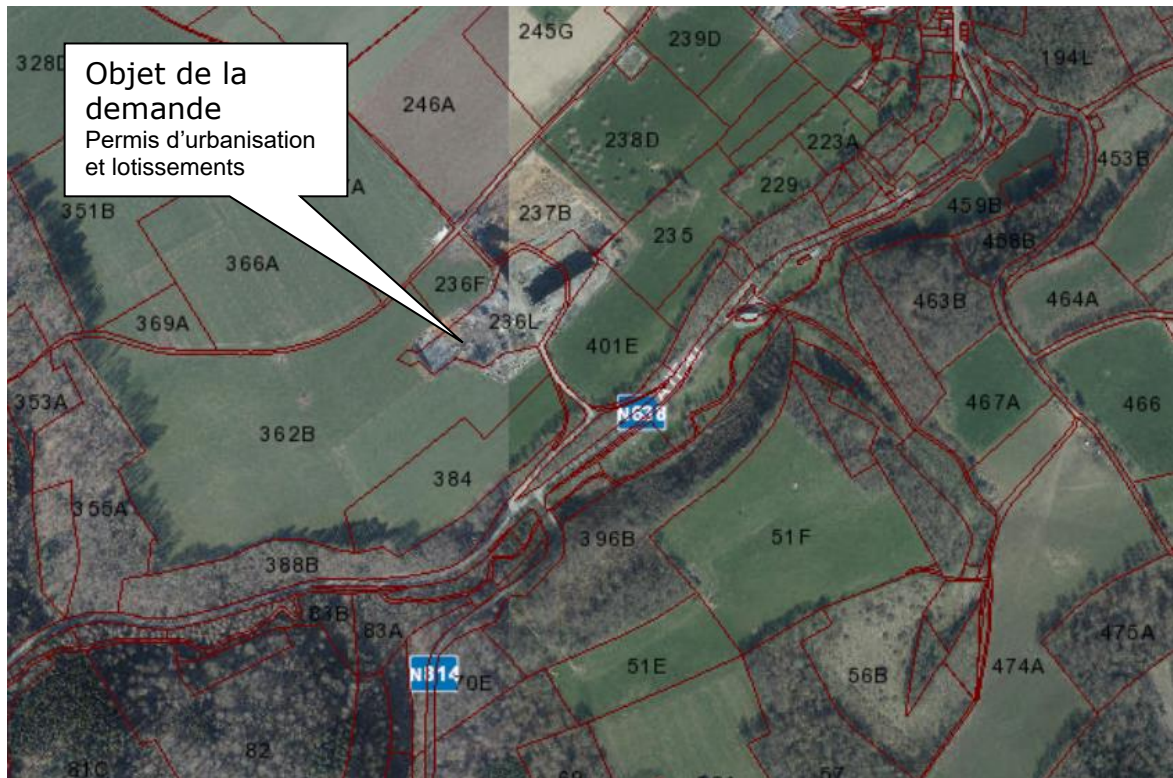 Objet de la
demande
Permis d'urbanisation
et lotissements
245G
239D
194L
246A
238D
223A
453B
229
351B
237B
459B
235
458B
366A
236F
463B
464A
369A
236L
401E
353A
467A
466
N638
362B
384
355A
396B
51F
388B
83B
83A
475A
51E
N814
70E
56B
474A
82
81C
57